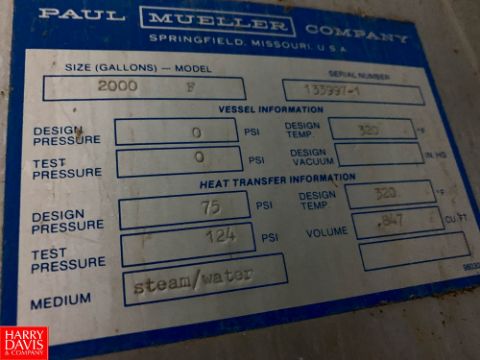 PAUL MUELLER COMPANY
SPRINGFIELD, MISSOURI, U.S.A.
SIZE (GALLONS) — MODEL SERIAL NUMBER
2000 F 133997-1
VESSEL INFORMATION
DESIGN PRESSURE 0 PSI DESIGN TEMP. 320 °F
TEST PRESSURE 0 PSI DESIGN VACUUM IN. HG
HEAT TRANSFER INFORMATION
DESIGN PRESSURE 75 PSI DESIGN TEMP. 320 °F
TEST PRESSURE 124 PSI VOLUME .847 CU. FT.
MEDIUM steam/water
HARRY
DAVIS
& COMPANY